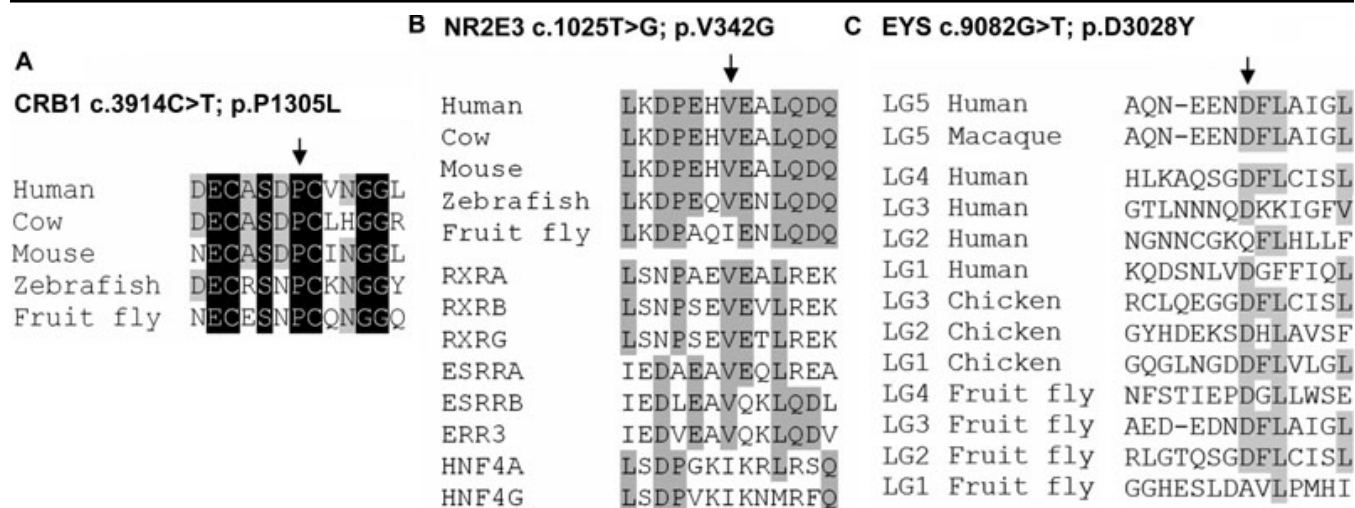 A
CRB1 c.3914C>T; p.P1305L
Human DECASDPCVNGGL
Cow DECASDPCLHGGR
Mouse NECASDPCINGGL
Zebrafish DECRSNPCKNGGY
Fruit fly NECESNPCQNGGQ
B NR2E3 c.1025T>G; p.V342G
Human LKDPEHVEALQDQ
Cow LKDPEHVEALQDQ
Mouse LKDPEHVEALQDQ
Zebrafish LKDPEQVENLQDQ
Fruit fly LKDPAQIENLQDQ
RXRA LSNPAEVEALREK
RXRB LSNPSEVEVLREK
RXRG LSNPSEVETLREK
ESRRA IEDAEAVEQLREA
ESRRB IEDLEAVQKLQDL
ERR3 IEDVEAVQKLQDV
HNF4A LSDPGKIKRLRSQ
HNF4G LSDPVKIKNMRFQ
C EYS c.9082G>T; p.D3028Y
LG5 Human AQN-EENDFLAIGL
LG5 Macaque AQN-EENDFLAIGL
LG4 Human HLKAQSGDFLCISL
LG3 Human GTLNNNQDKKIGFV
LG2 Human NGNNCGKQFLHLLF
LG1 Human KQDSNLVDGFFIQL
LG3 Chicken RCLQEGGDFLCISL
LG2 Chicken GYHDEKSDHLAVSF
LG1 Chicken GQGLNGDDFLVLGL
LG4 Fruit fly NFSTIEPDGLLWSE
LG3 Fruit fly AED-EDNDFLAIGL
LG2 Fruit fly RLGTQSGDFLCISL
LG1 Fruit fly GGHESLDAVLPMHI